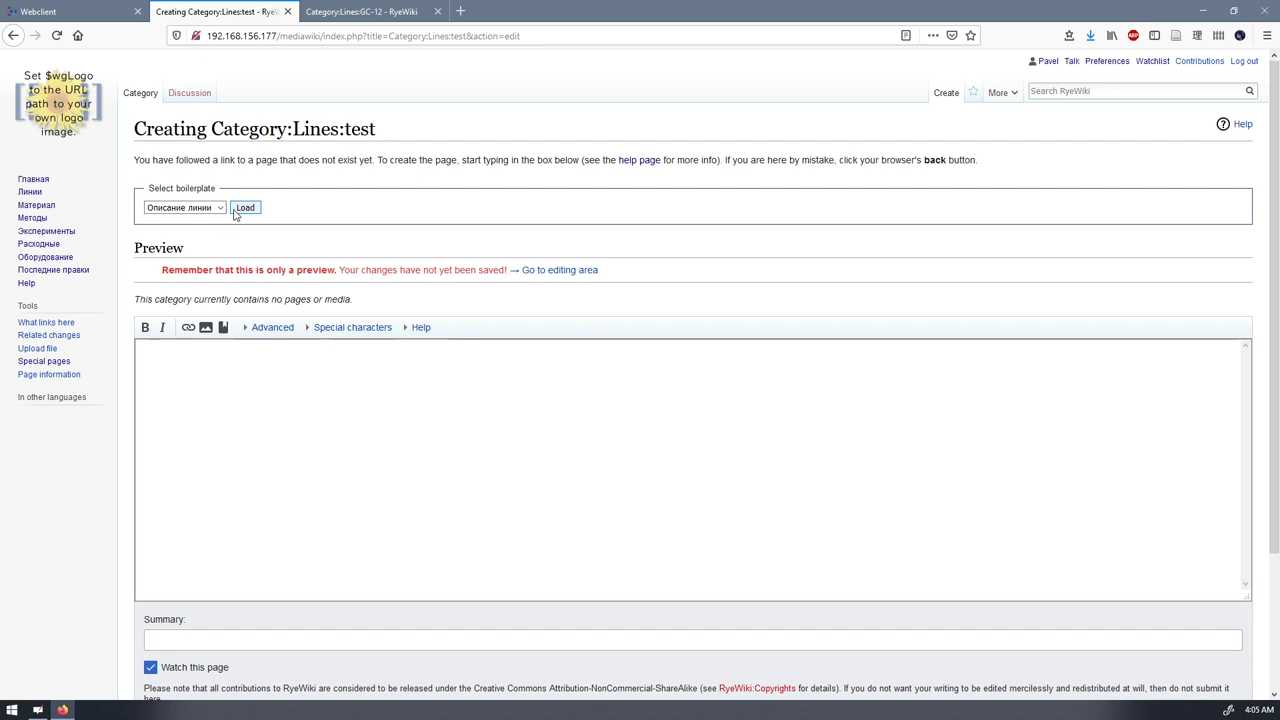 Webclient
Creating Category:Lines:test - Rye
Category:Lines:GC-12 - RyeWiki
192.168.156.177/mediawiki/index.php?title=Category:Lines:test&action=edit
Set $wgLogo
to the URL
path to your
own logo
image.
Pavel Talk Preferences Watchlist Contributions Log out
Category Discussion Create More Search RyeWiki
Creating Category:Lines:test
Help
You have followed a link to a page that does not exist yet. To create the page, start typing in the box below (see the help page for more info). If you are here by mistake, click your browser's back button.
Select boilerplate
Описание линии Load
Preview
Remember that this is only a preview. Your changes have not yet been saved! → Go to editing area
This category currently contains no pages or media.
B I Advanced Special characters Help
Главная
Линии
Материал
Методы
Эксперименты
Расходные
Оборудование
Последние правки
Help
Tools
What links here
Related changes
Upload file
Special pages
Page information
In other languages
Summary:
Watch this page
Please note that all contributions to RyeWiki are considered to be released under the Creative Commons Attribution-NonCommercial-ShareAlike (see RyeWiki:Copyrights for details). If you do not want your writing to be edited mercilessly and redistributed at will, then do not submit it
here.
4:05 AM